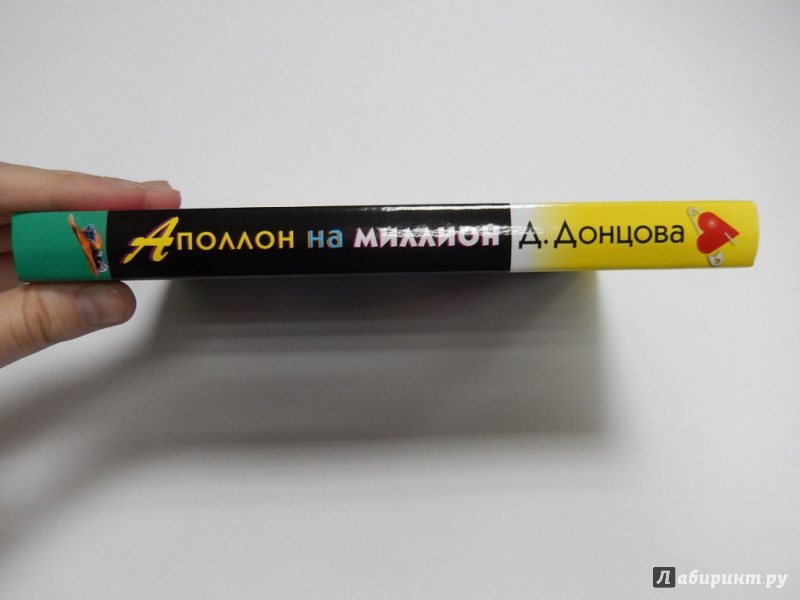 Аполлон на миллион Д. Донцова
Лабиринт.ру